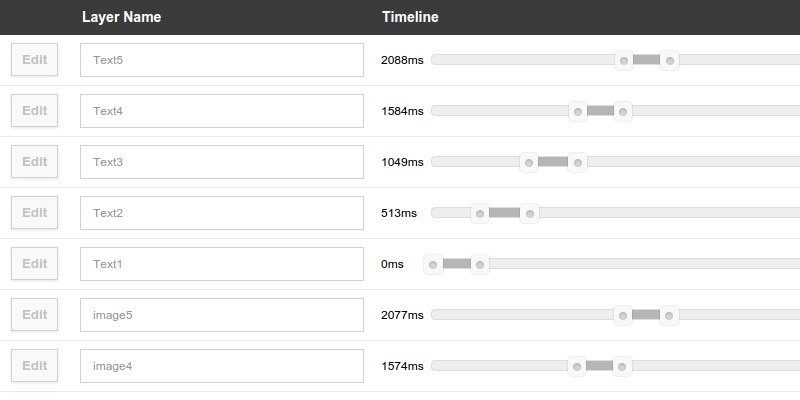 Layer Name Timeline
Edit Text5 2088ms
Edit Text4 1584ms
Edit Text3 1049ms
Edit Text2 513ms
Edit Text1 0ms
Edit image5 2077ms
Edit image4 1574ms